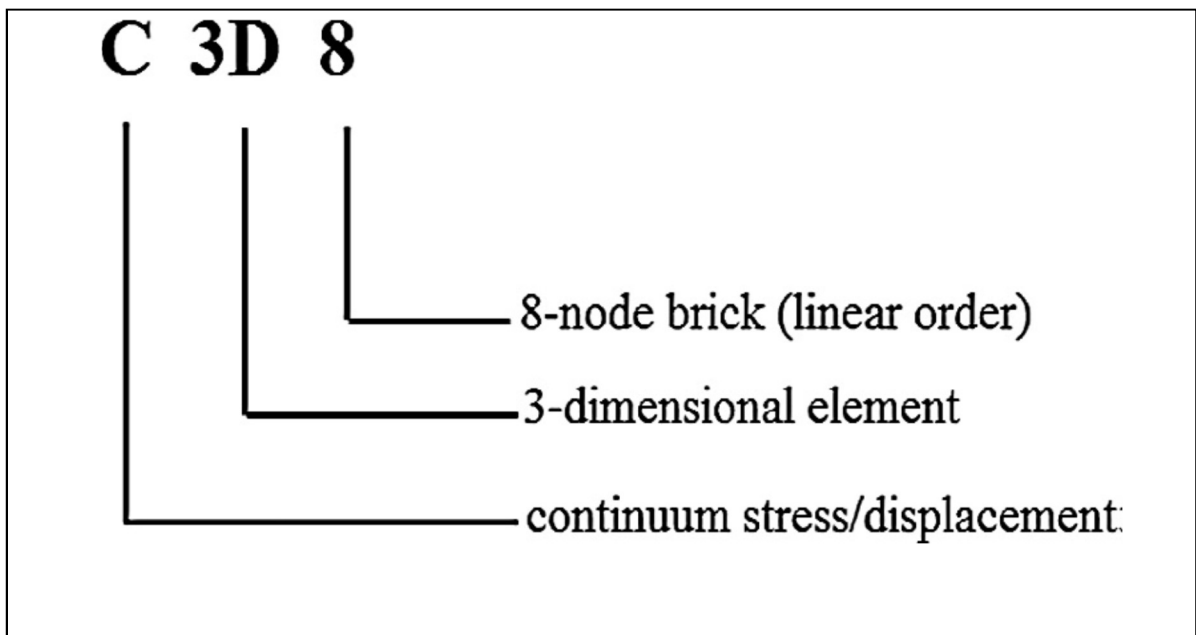 C 3D 8
8-node brick (linear order)
3-dimensional element
continuum stress/displacement